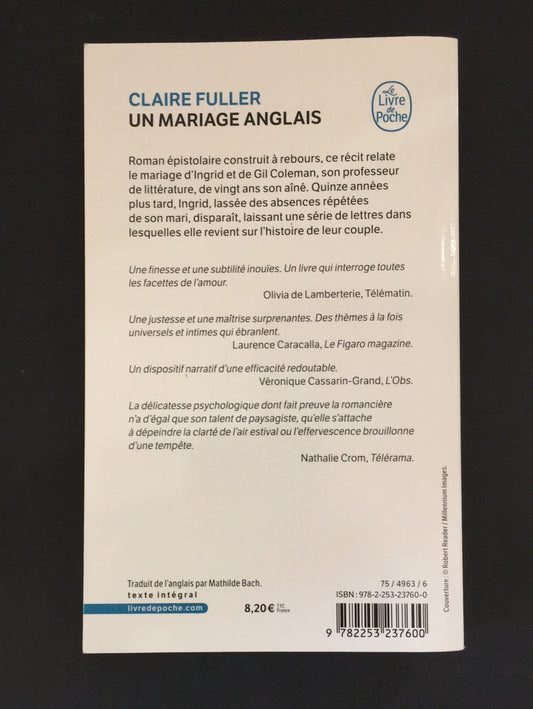 CLAIRE FULLER
UN MARIAGE ANGLAIS
Le
Livre
de
Poche
Roman épistolaire construit à rebours, ce récit relate
le mariage d'Ingrid et de Gil Coleman, son professeur
de littérature, de vingt ans son aîné. Quinze années
plus tard, Ingrid, lassée des absences répétées
de son mari, disparaît, laissant une série de lettres dans
lesquelles elle revient sur l'histoire de leur couple.
Une finesse et une subtilité inouïes. Un livre qui interroge toutes
les facettes de l'amour.
Olivia de Lamberterie, Télématin.
Une justesse et une maîtrise surprenantes. Des thèmes à la fois
universels et intimes qui ébranlent.
Laurence Caracalla, Le Figaro magazine.
Un dispositif narratif d'une efficacité redoutable.
Véronique Cassarin-Grand, L'Obs.
La délicatesse psychologique dont fait preuve la romancière
n'a d'égal que son talent de paysagiste, qu'elle s'attache
à dépeindre la clarté de l'air estival ou l'effervescence brouillonne
d'une tempête.
Nathalie Crom, Télérama.
Couverture : © Robert Reader / Millennium Images.
Traduit de l'anglais par Mathilde Bach.
texte intégral
livredepoche.com
8,20 € TTC
France
75 / 4963 / 6
ISBN : 978-2-253-23760-0
9 782253 237600